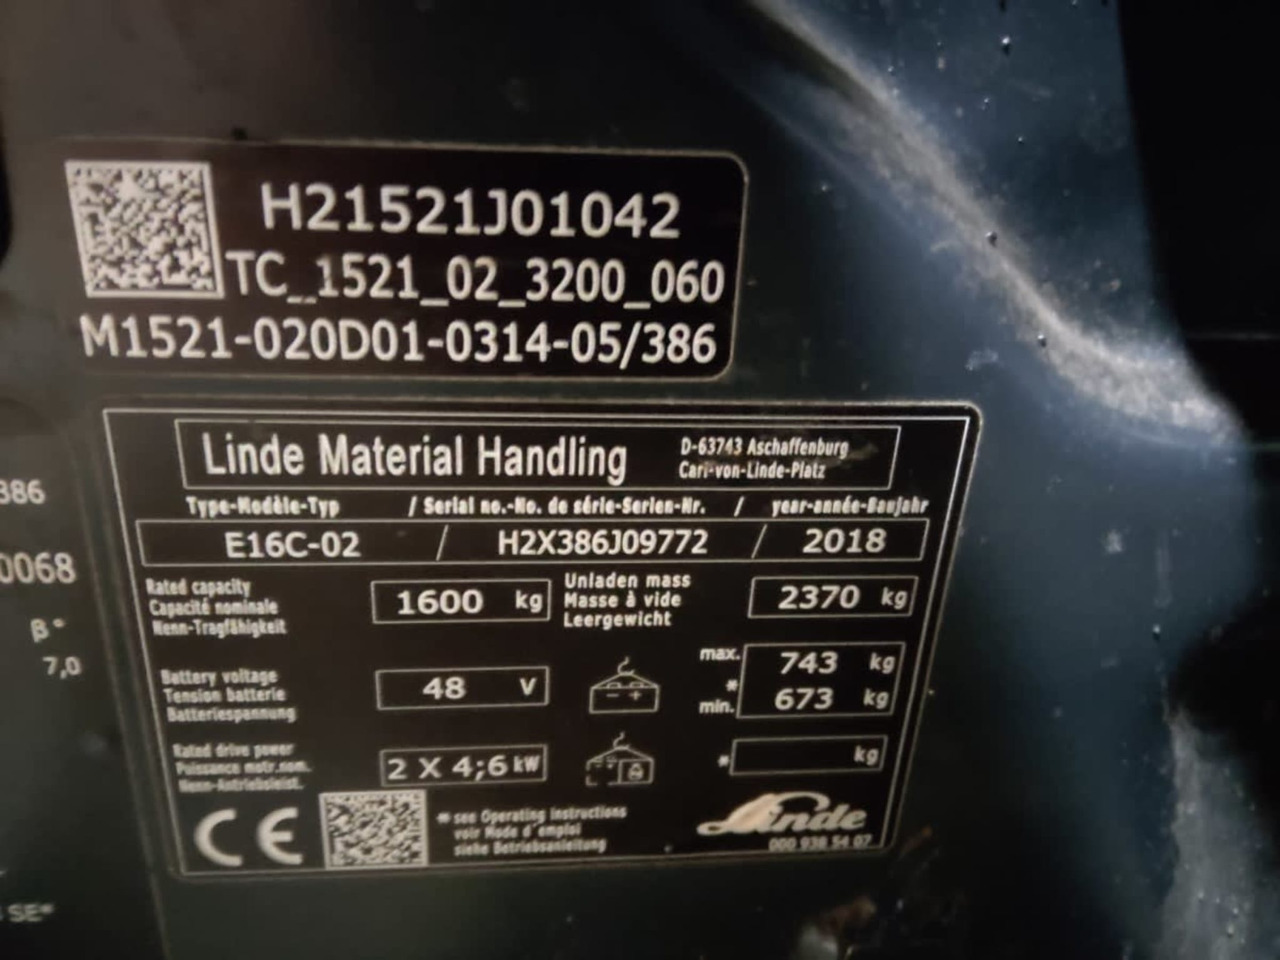 H21521J01042
TC_1521_02_3200_060
M1521-020D01-0314-05/386
Linde Material Handling
D-63743 Aschaffenburg
Carl-von-Linde-Platz
Type-Modèle-Typ / Serial no.-No. de série-Serien-Nr. / year-année-Baujahr
E16C-02 / H2X386J09772 / 2018
Rated capacity
Capacité nominale
Nenn-Tragfähigkeit
1600 kg
Unladen mass
Masse à vide
Leergewicht
2370 kg
Battery voltage
Tension batterie
Batteriespannung
48 V
max. 743 kg
*
min. 673 kg
Rated drive power
Puissance motr.nom.
Nenn-Antriebsleist.
2 X 4;6 kW
* kg
CE
* see Operating instructions
voir Mode d'emploi
siehe Betriebsanleitung
Linde
000 938 54 07
386
0068
β°
7,0
SE*